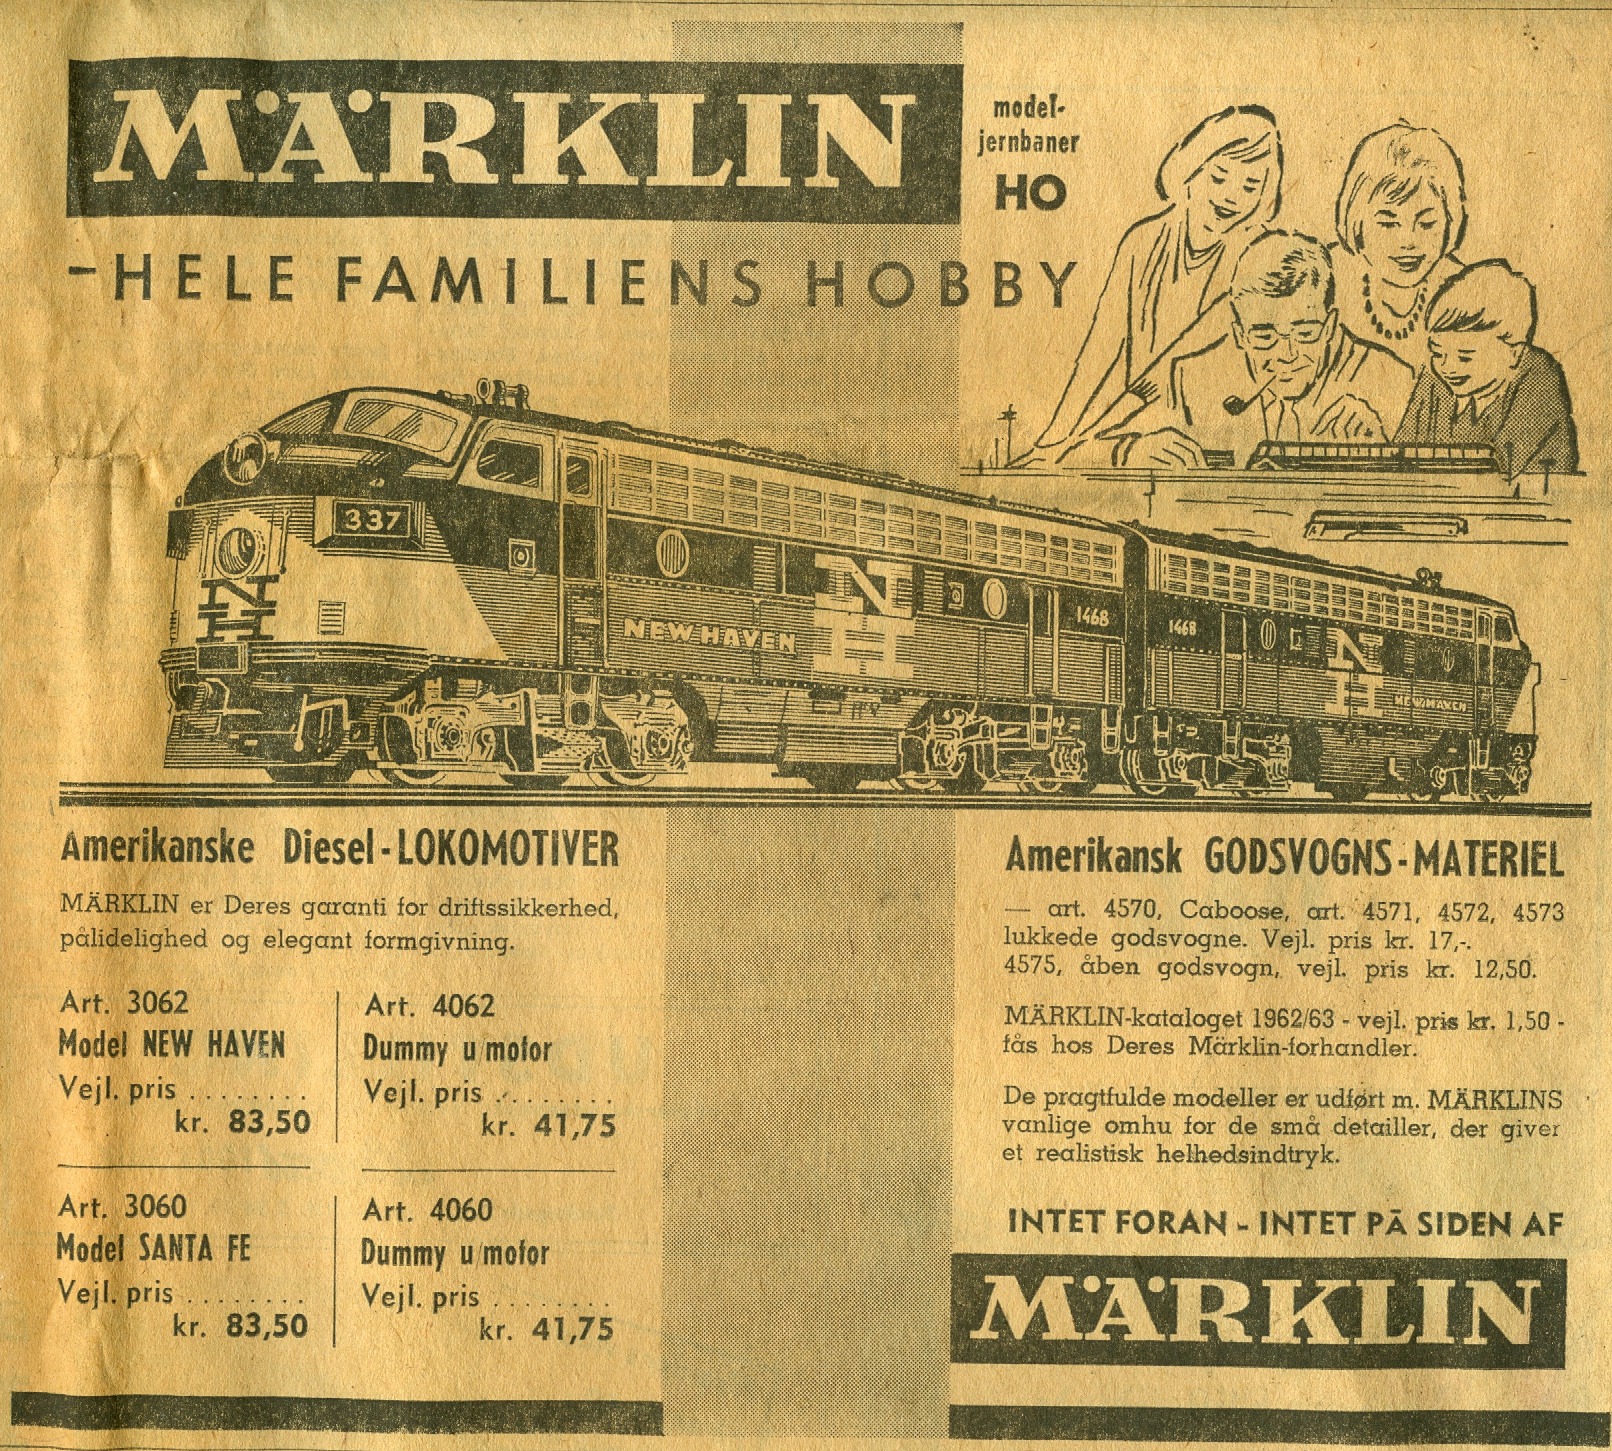 MÄRKLIN
model-
jernbaner
HO
-HELE FAMILIENS HOBBY
337
NH
NEW HAVEN
NH
1468
1468
NH
NEW HAVEN
Amerikanske Diesel-LOKOMOTIVER
MÄRKLIN er Deres garanti for driftssikkerhed,
pålidelighed og elegant formgivning.
Art. 3062
Model NEW HAVEN
Vejl. pris ........
kr. 83,50
Art. 4062
Dummy u/motor
Vejl. pris ........
kr. 41,75
Art. 3060
Model SANTA FE
Vejl. pris ........
kr. 83,50
Art. 4060
Dummy u/motor
Vejl. pris ........
kr. 41,75
Amerikansk GODSVOGNS-MATERIEL
— art. 4570, Caboose, art. 4571, 4572, 4573
lukkede godsvogne. Vejl. pris kr. 17,-.
4575, åben godsvogn, vejl. pris kr. 12,50.
MÄRKLIN-kataloget 1962/63 - vejl. pris kr. 1,50 -
fås hos Deres Märklin-forhandler.
De pragtfulde modeller er udført m. MÄRKLINS
vanlige omhu for de små detailler, der giver
et realistisk helhedsindtryk.
INTET FORAN - INTET PÅ SIDEN AF
MÄRKLIN